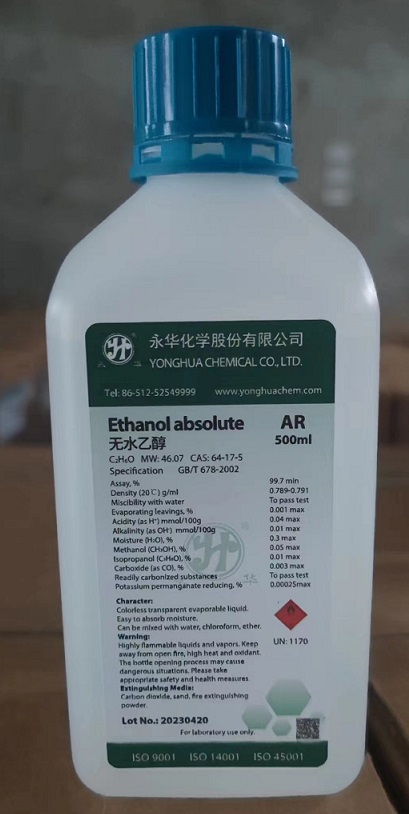 永华化学股份有限公司
YONGHUA CHEMICAL CO., LTD.
Tel: 86-512-52549999 www.yonghuachem.com
Ethanol absolute AR
无水乙醇 500ml
C₂H₆O MW: 46.07 CAS: 64-17-5
Specification GB/T 678-2002
Assay, % 99.7 min
Density (20℃) g/ml 0.789-0.791
Miscibility with water To pass test
Evaporating leavings, % 0.001 max
Acidity (as H⁺) mmol/100g 0.04 max
Alkalinity (as OH⁻) mmol/100g 0.01 max
Moisture (H₂O), % 0.3 max
Methanol (CH₃OH), % 0.05 max
Isopropanol (C₃H₈O), % 0.01 max
Carboxide (as CO), % 0.003 max
Readily carbonized substances To pass test
Potassium permanganate reducing, % 0.00025max
Character:
Colorless transparent evaporable liquid.
Easy to absorb moisture.
Can be mixed with water, chloroform, ether.
Warning:
Highly flammable liquids and vapors. Keep
away from open fire, high heat and oxidant.
The bottle opening process may cause
dangerous situations. Please take
appropriate safety and health measures.
UN: 1170
Extinguishing Media:
Carbon dioxide, sand, fire extinguishing
powder.
Lot No.: 20230420
For laboratory use only.
ISO 9001 ISO 14001 ISO 45001